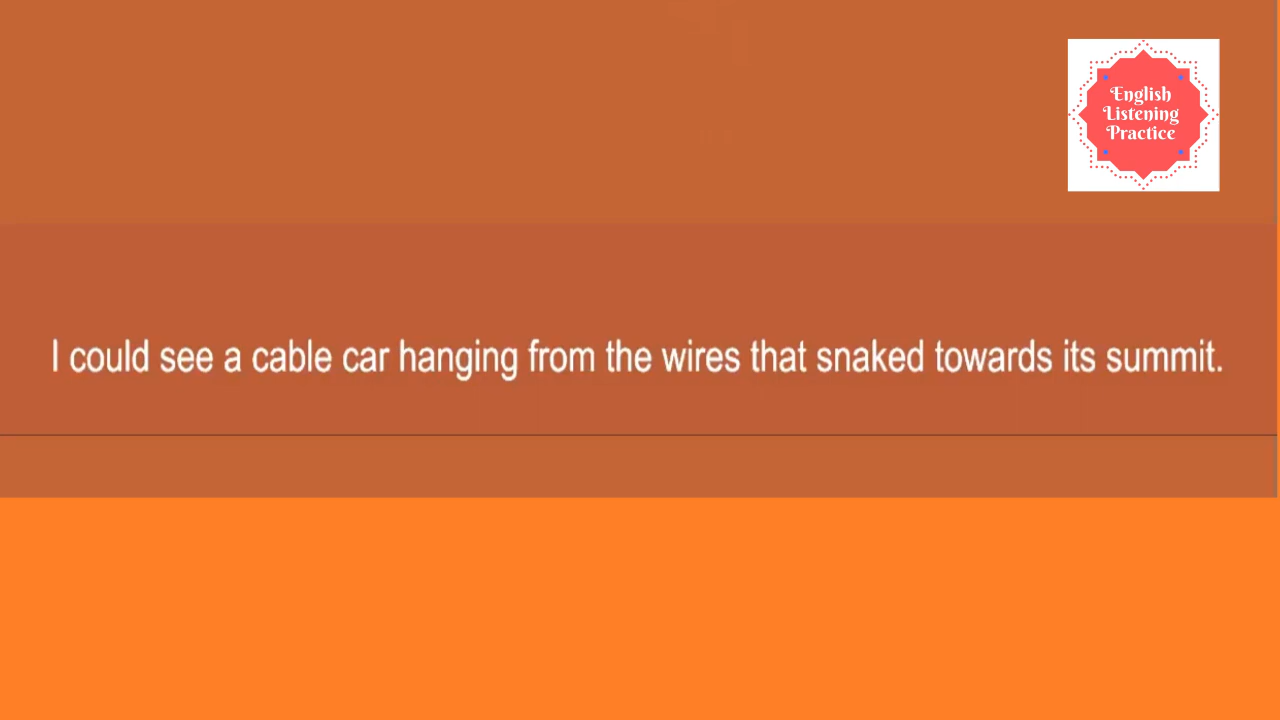 English
Listening
Practice
I could see a cable car hanging from the wires that snaked towards its summit.